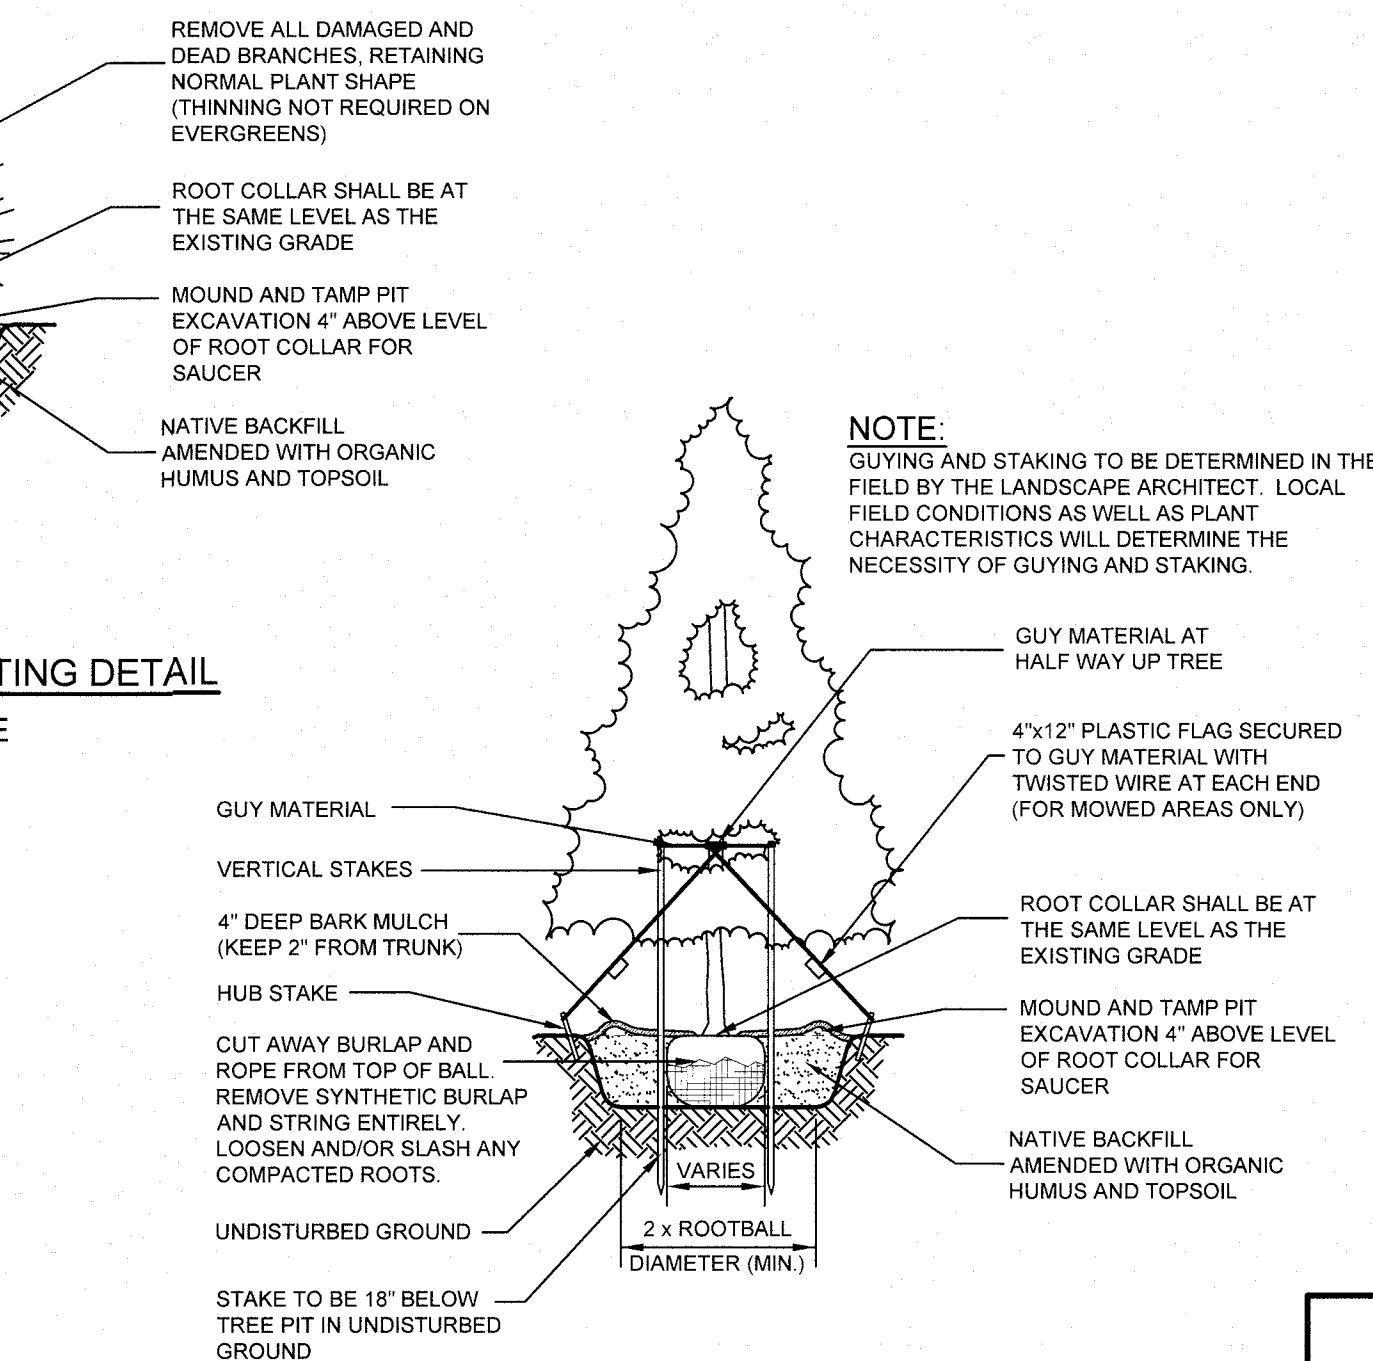 REMOVE ALL DAMAGED AND
DEAD BRANCHES, RETAINING
NORMAL PLANT SHAPE
(THINNING NOT REQUIRED ON
EVERGREENS)
ROOT COLLAR SHALL BE AT
THE SAME LEVEL AS THE
EXISTING GRADE
MOUND AND TAMP PIT
EXCAVATION 4" ABOVE LEVEL
OF ROOT COLLAR FOR
SAUCER
NATIVE BACKFILL
AMENDED WITH ORGANIC
HUMUS AND TOPSOIL
TING DETAIL
E
NOTE:
GUYING AND STAKING TO BE DETERMINED IN THE
FIELD BY THE LANDSCAPE ARCHITECT. LOCAL
FIELD CONDITIONS AS WELL AS PLANT
CHARACTERISTICS WILL DETERMINE THE
NECESSITY OF GUYING AND STAKING.
GUY MATERIAL
VERTICAL STAKES
4" DEEP BARK MULCH
(KEEP 2" FROM TRUNK)
HUB STAKE
CUT AWAY BURLAP AND
ROPE FROM TOP OF BALL.
REMOVE SYNTHETIC BURLAP
AND STRING ENTIRELY.
LOOSEN AND/OR SLASH ANY
COMPACTED ROOTS.
UNDISTURBED GROUND
STAKE TO BE 18" BELOW
TREE PIT IN UNDISTURBED
GROUND
VARIES
2 x ROOTBALL
DIAMETER (MIN.)
GUY MATERIAL AT
HALF WAY UP TREE
4"x12" PLASTIC FLAG SECURED
TO GUY MATERIAL WITH
TWISTED WIRE AT EACH END
(FOR MOWED AREAS ONLY)
ROOT COLLAR SHALL BE AT
THE SAME LEVEL AS THE
EXISTING GRADE
MOUND AND TAMP PIT
EXCAVATION 4" ABOVE LEVEL
OF ROOT COLLAR FOR
SAUCER
NATIVE BACKFILL
AMENDED WITH ORGANIC
HUMUS AND TOPSOIL